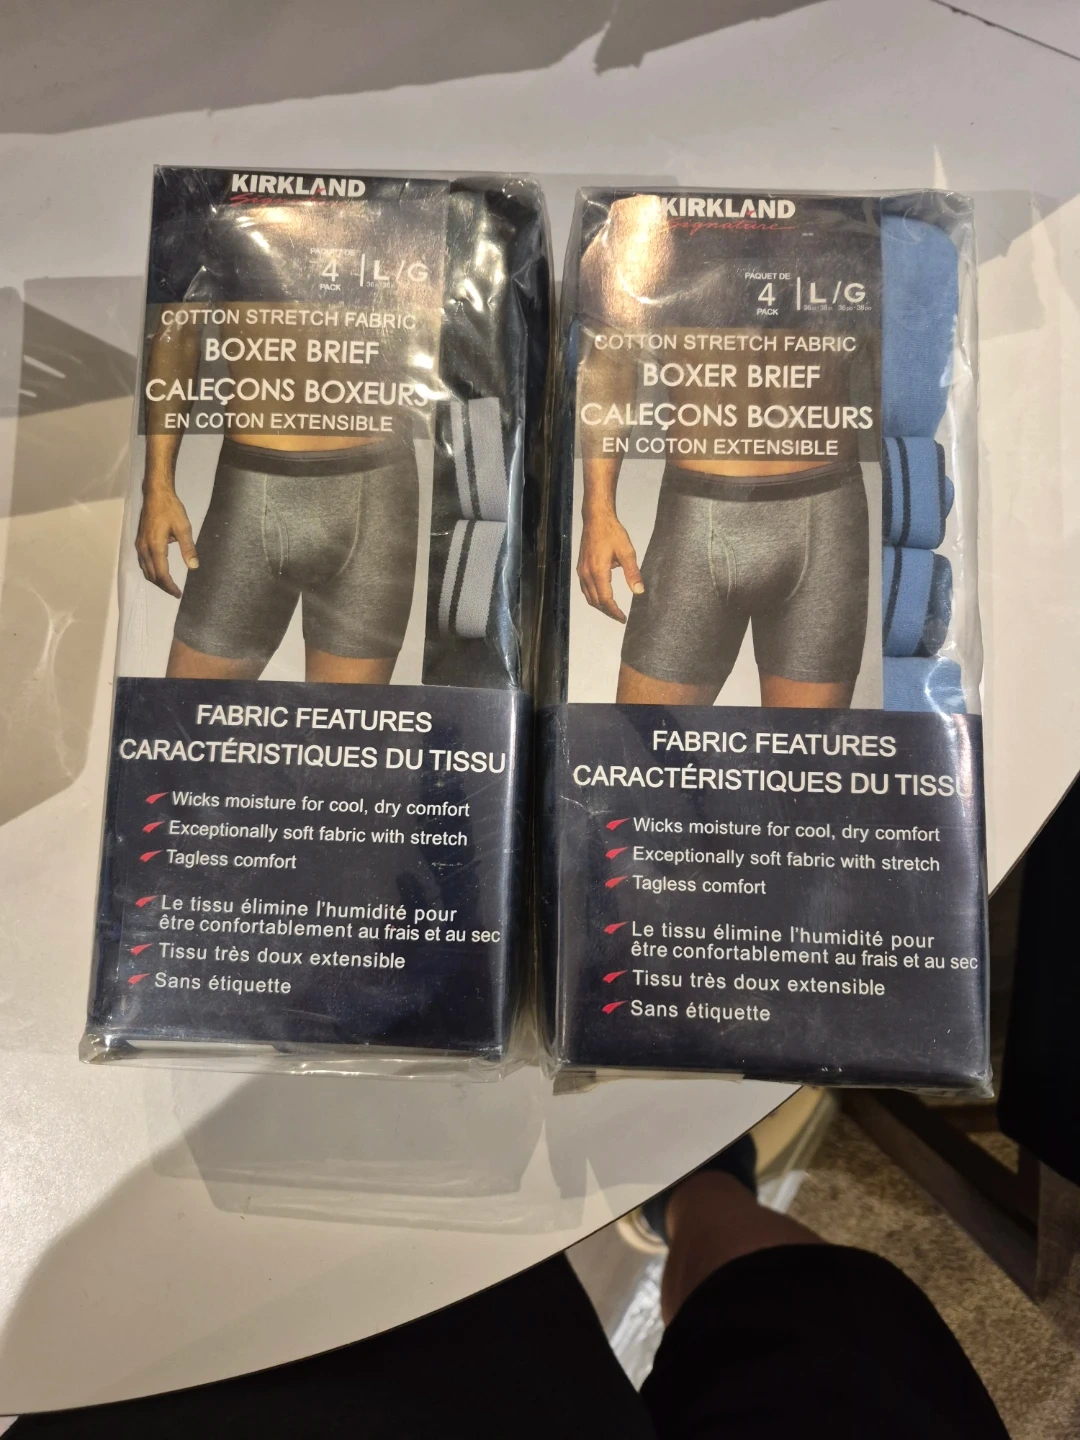 KIRKLAND
Signature
PAQUET DE
4
PACK
L/G
COTTON STRETCH FABRIC
BOXER BRIEF
CALEÇONS BOXEURS
EN COTON EXTENSIBLE
FABRIC FEATURES
CARACTÉRISTIQUES DU TISSU
Wicks moisture for cool, dry comfort
Exceptionally soft fabric with stretch
Tagless comfort
Le tissu élimine l'humidité pour
être confortablement au frais et au sec
Tissu très doux extensible
Sans étiquette
KIRKLAND
Signature
PAQUET DE
4
PACK
L/G
COTTON STRETCH FABRIC
BOXER BRIEF
CALEÇONS BOXEURS
EN COTON EXTENSIBLE
FABRIC FEATURES
CARACTÉRISTIQUES DU TISSU
Wicks moisture for cool, dry comfort
Exceptionally soft fabric with stretch
Tagless comfort
Le tissu élimine l'humidité pour
être confortablement au frais et au sec
Tissu très doux extensible
Sans étiquette